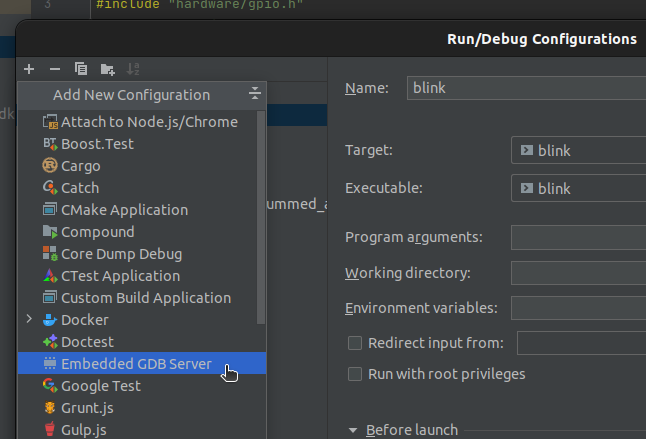 3 #include "hardware/gpio.h"
Run/Debug Configurations
Add New Configuration
Attach to Node.js/Chrome
Boost.Test
Cargo
Catch
CMake Application
Compound
Core Dump Debug
CTest Application
Custom Build Application
Docker
Doctest
Embedded GDB Server
Google Test
Grunt.js
Gulp.js
dk
ummed_a
Name: blink
Target: blink
Executable: blink
Program arguments:
Working directory:
Environment variables:
Redirect input from:
Run with root privileges
Before launch